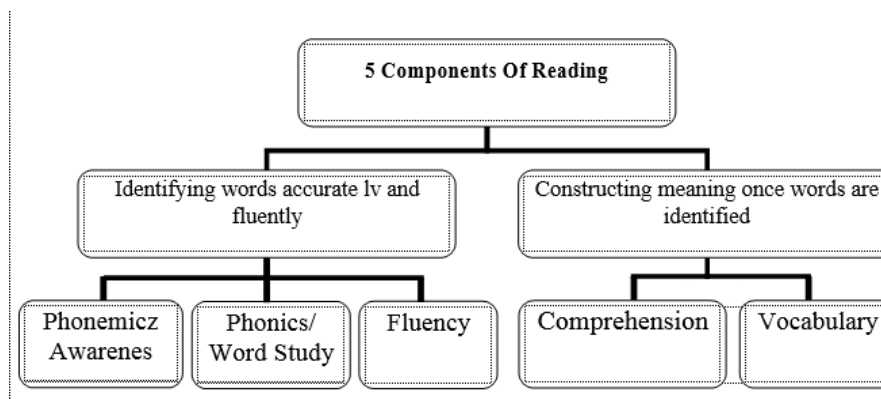 5 Components Of Reading
Identifying words accurate lv and
fluently
Constructing meaning once words are
identified
Phonemicz
Awarenes
Phonics/
Word Study
Fluency
Comprehension
Vocabulary